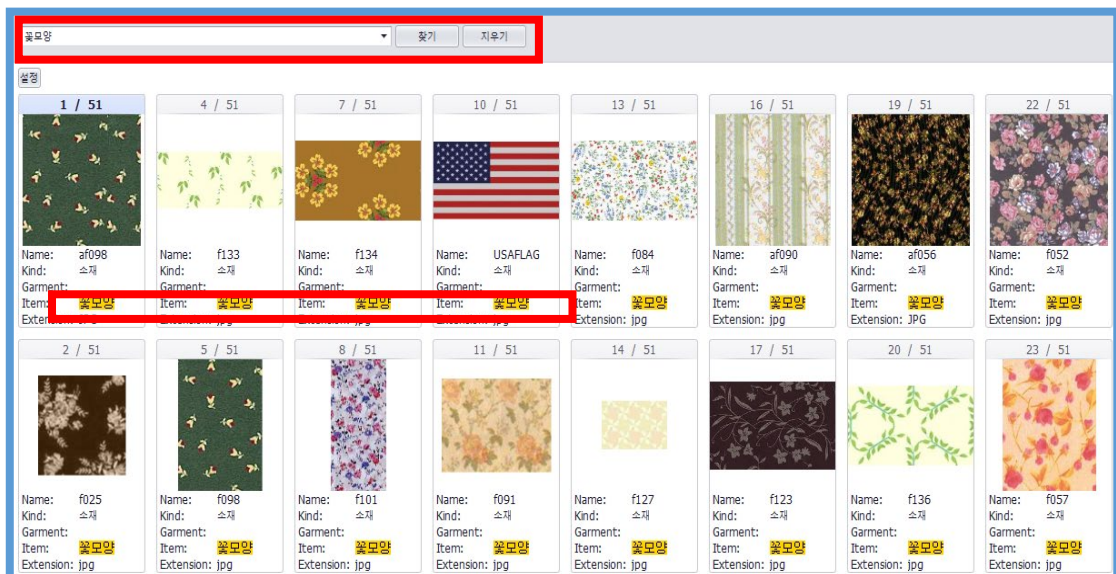 꽃모양
찾기
지우기
설정
1 / 51
4 / 51
7 / 51
10 / 51
13 / 51
16 / 51
19 / 51
22 / 51
Name: af098
Kind: 소재
Garment:
Item: 꽃모양
Extension: JPG
Name: f133
Kind: 소재
Garment:
Item: 꽃모양
Extension: jpg
Name: f134
Kind: 소재
Garment:
Item: 꽃모양
Extension: jpg
Name: USAFLAG
Kind: 소재
Garment:
Item: 꽃모양
Extension: jpg
Name: f084
Kind: 소재
Garment:
Item: 꽃모양
Extension: jpg
Name: af090
Kind: 소재
Garment:
Item: 꽃모양
Extension: jpg
Name: af056
Kind: 소재
Garment:
Item: 꽃모양
Extension: JPG
Name: f052
Kind: 소재
Garment:
Item: 꽃모양
Extension: jpg
2 / 51
5 / 51
8 / 51
11 / 51
14 / 51
17 / 51
20 / 51
23 / 51
Name: f025
Kind: 소재
Garment:
Item: 꽃모양
Extension: jpg
Name: f098
Kind: 소재
Garment:
Item: 꽃모양
Extension: jpg
Name: f101
Kind: 소재
Garment:
Item: 꽃모양
Extension: jpg
Name: f091
Kind: 소재
Garment:
Item: 꽃모양
Extension: jpg
Name: f127
Kind: 소재
Garment:
Item: 꽃모양
Extension: jpg
Name: f123
Kind: 소재
Garment:
Item: 꽃모양
Extension: jpg
Name: f136
Kind: 소재
Garment:
Item: 꽃모양
Extension: jpg
Name: f057
Kind: 소재
Garment:
Item: 꽃모양
Extension: jpg